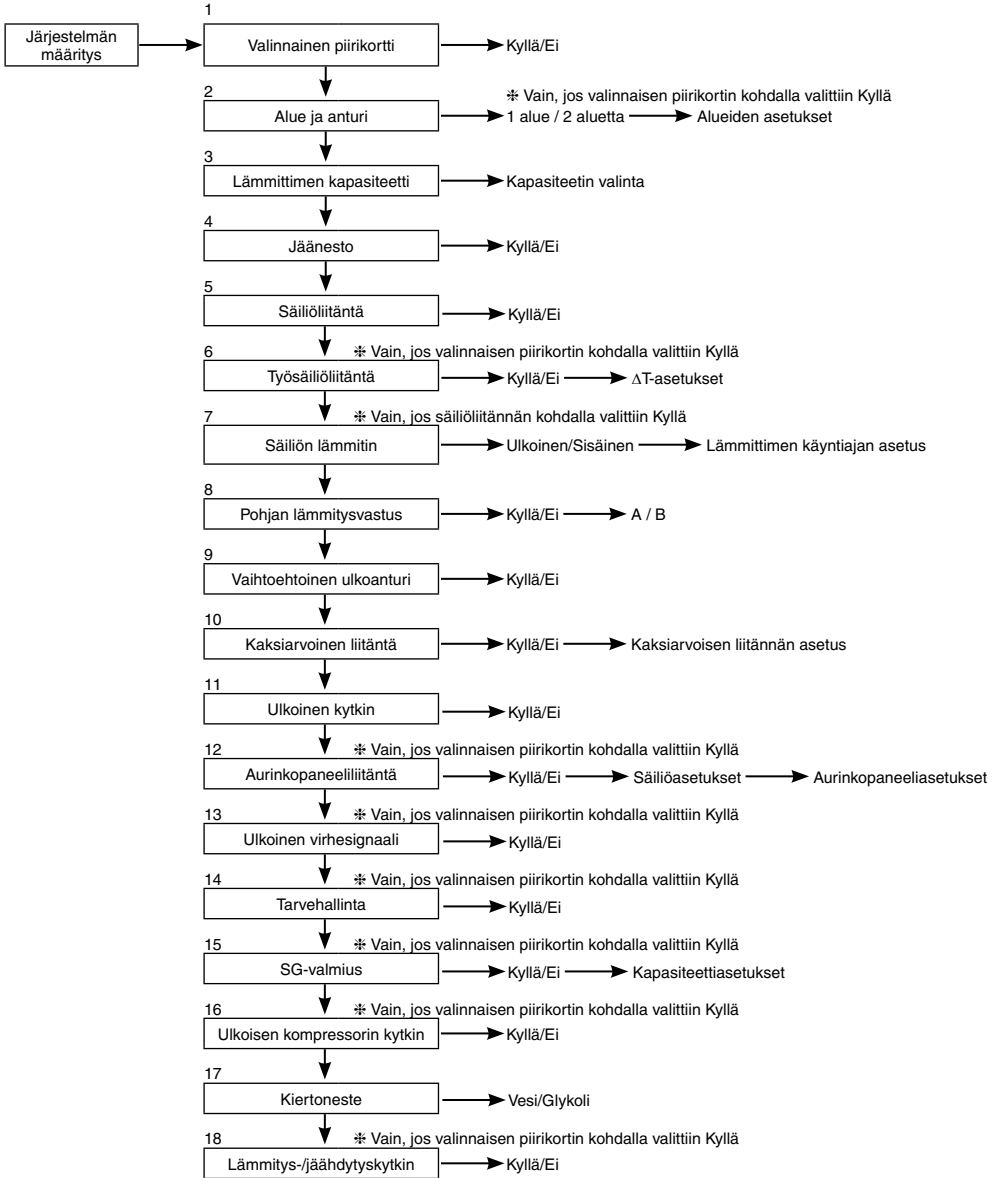 1
Järjestelmän
määritys
Valinnainen piirikortti
Kyllä/Ei
2
❉ Vain, jos valinnaisen piirikortin kohdalla valittiin Kyllä
Alue ja anturi
1 alue / 2 aluetta
Alueiden asetukset
3
Lämmittimen kapasiteetti
Kapasiteetin valinta
4
Jäänesto
Kyllä/Ei
5
Säiliöliitäntä
Kyllä/Ei
6
❉ Vain, jos valinnaisen piirikortin kohdalla valittiin Kyllä
Työsäiliöliitäntä
Kyllä/Ei
∆T-asetukset
7
❉ Vain, jos säiliöliitännän kohdalla valittiin Kyllä
Säiliön lämmitin
Ulkoinen/Sisäinen
Lämmittimen käyntiajan asetus
8
Pohjan lämmitysvastus
Kyllä/Ei
A / B
9
Vaihtoehtoinen ulkoanturi
Kyllä/Ei
10
Kaksiarvoinen liitäntä
Kyllä/Ei
Kaksiarvoisen liitännän asetus
11
Ulkoinen kytkin
Kyllä/Ei
12
❉ Vain, jos valinnaisen piirikortin kohdalla valittiin Kyllä
Aurinkopaneeliliitäntä
Kyllä/Ei
Säiliöasetukset
Aurinkopaneeliasetukset
13
❉ Vain, jos valinnaisen piirikortin kohdalla valittiin Kyllä
Ulkoinen virhesignaali
Kyllä/Ei
14
❉ Vain, jos valinnaisen piirikortin kohdalla valittiin Kyllä
Tarvehallinta
Kyllä/Ei
15
❉ Vain, jos valinnaisen piirikortin kohdalla valittiin Kyllä
SG-valmius
Kyllä/Ei
Kapasiteettiasetukset
16
❉ Vain, jos valinnaisen piirikortin kohdalla valittiin Kyllä
Ulkoisen kompressorin kytkin
Kyllä/Ei
17
Kiertoneste
Vesi/Glykoli
18
❉ Vain, jos valinnaisen piirikortin kohdalla valittiin Kyllä
Lämmitys-/jäähdytyskytkin
Kyllä/Ei